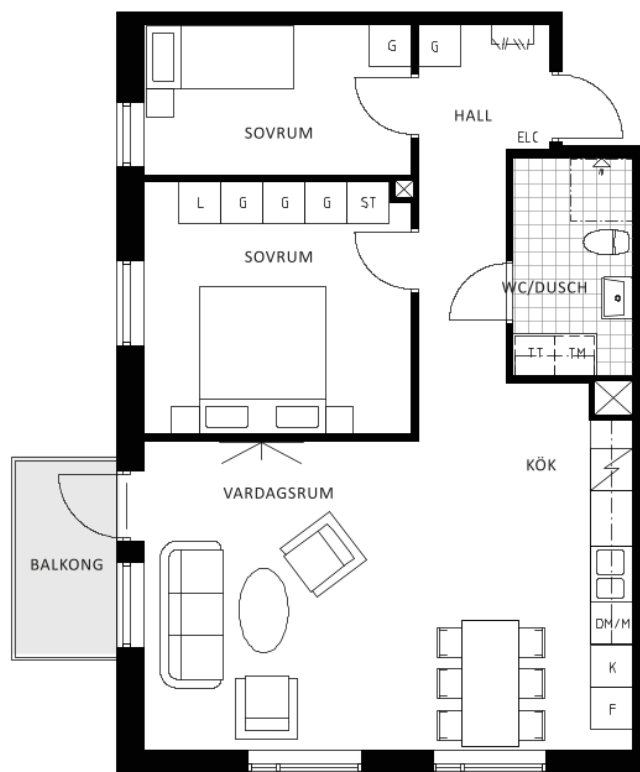 G
G
HALL
SOVRUM
ELC
L G G G ST
SOVRUM
WC/DUSCH
TT TM
KÖK
VARDAGSRUM
BALKONG
DM/M
K
F